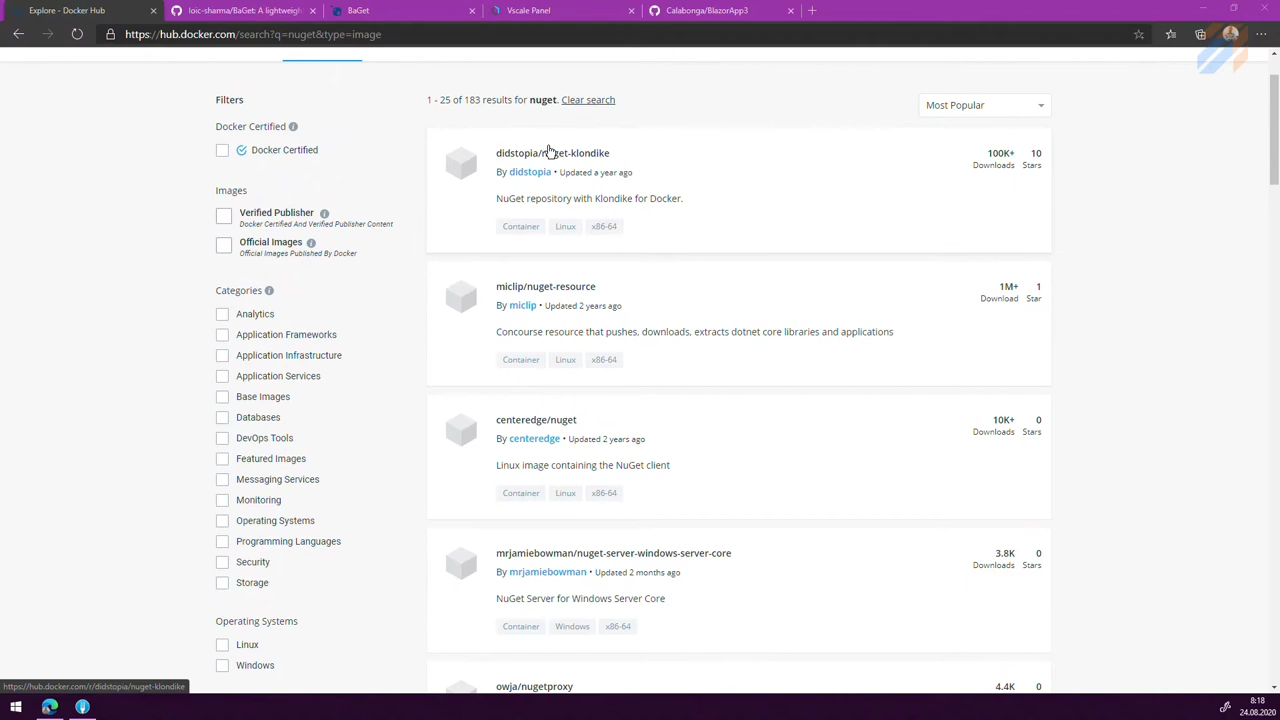 Explore - Docker Hub
loic-sharma/BaGet: A lightweigh
BaGet
Vscale Panel
Calabonga/BlazorApp3
https://hub.docker.com/search?q=nuget&type=image
Filters
Docker Certified
Docker Certified
Images
Verified Publisher
Docker Certified And Verified Publisher Content
Official Images
Official Images Published By Docker
Categories
Analytics
Application Frameworks
Application Infrastructure
Application Services
Base Images
Databases
DevOps Tools
Featured Images
Messaging Services
Monitoring
Operating Systems
Programming Languages
Security
Storage
Operating Systems
Linux
Windows
1 - 25 of 183 results for nuget. Clear search
Most Popular
didstopia/nuget-klondike
By didstopia • Updated a year ago
NuGet repository with Klondike for Docker.
Container Linux x86-64
100K+ 10
Downloads Stars
miclip/nuget-resource
By miclip • Updated 2 years ago
Concourse resource that pushes, downloads, extracts dotnet core libraries and applications
Container Linux x86-64
1M+ 1
Download Star
centeredge/nuget
By centeredge • Updated 2 years ago
Linux image containing the NuGet client
Container Linux x86-64
10K+ 0
Downloads Stars
mrjamiebowman/nuget-server-windows-server-core
By mrjamiebowman • Updated 2 months ago
NuGet Server for Windows Server Core
Container Windows x86-64
3.8K 0
Downloads Stars
owja/nugetproxy
4.4K 0
https://hub.docker.com/r/didstopia/nuget-klondike
8:18
24.08.2020